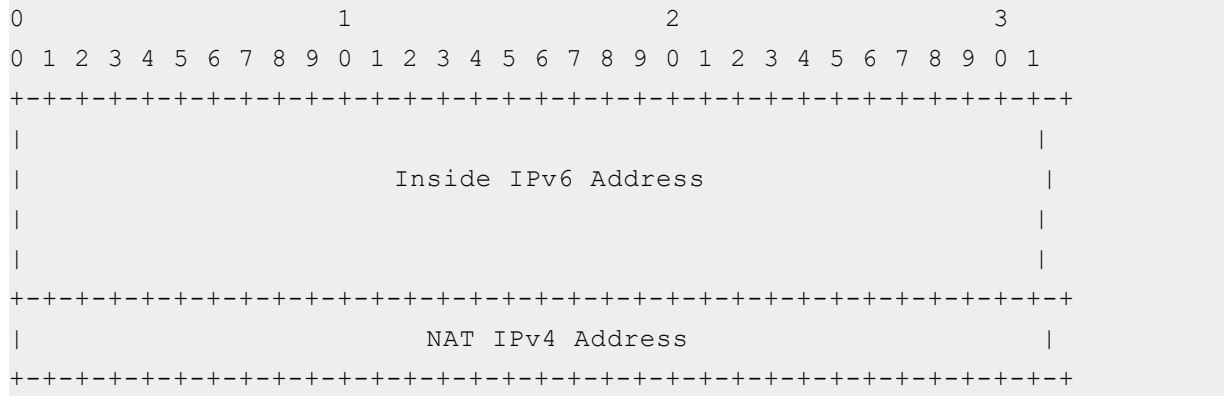 0                   1                   2                   3
0 1 2 3 4 5 6 7 8 9 0 1 2 3 4 5 6 7 8 9 0 1 2 3 4 5 6 7 8 9 0 1
+-+-+-+-+-+-+-+-+-+-+-+-+-+-+-+-+-+-+-+-+-+-+-+-+-+-+-+-+-+-+-+-+
|                                                              |
|                       Inside IPv6 Address                     |
|                                                              |
|                                                              |
+-+-+-+-+-+-+-+-+-+-+-+-+-+-+-+-+-+-+-+-+-+-+-+-+-+-+-+-+-+-+-+-+
|                         NAT IPv4 Address                      |
+-+-+-+-+-+-+-+-+-+-+-+-+-+-+-+-+-+-+-+-+-+-+-+-+-+-+-+-+-+-+-+-+